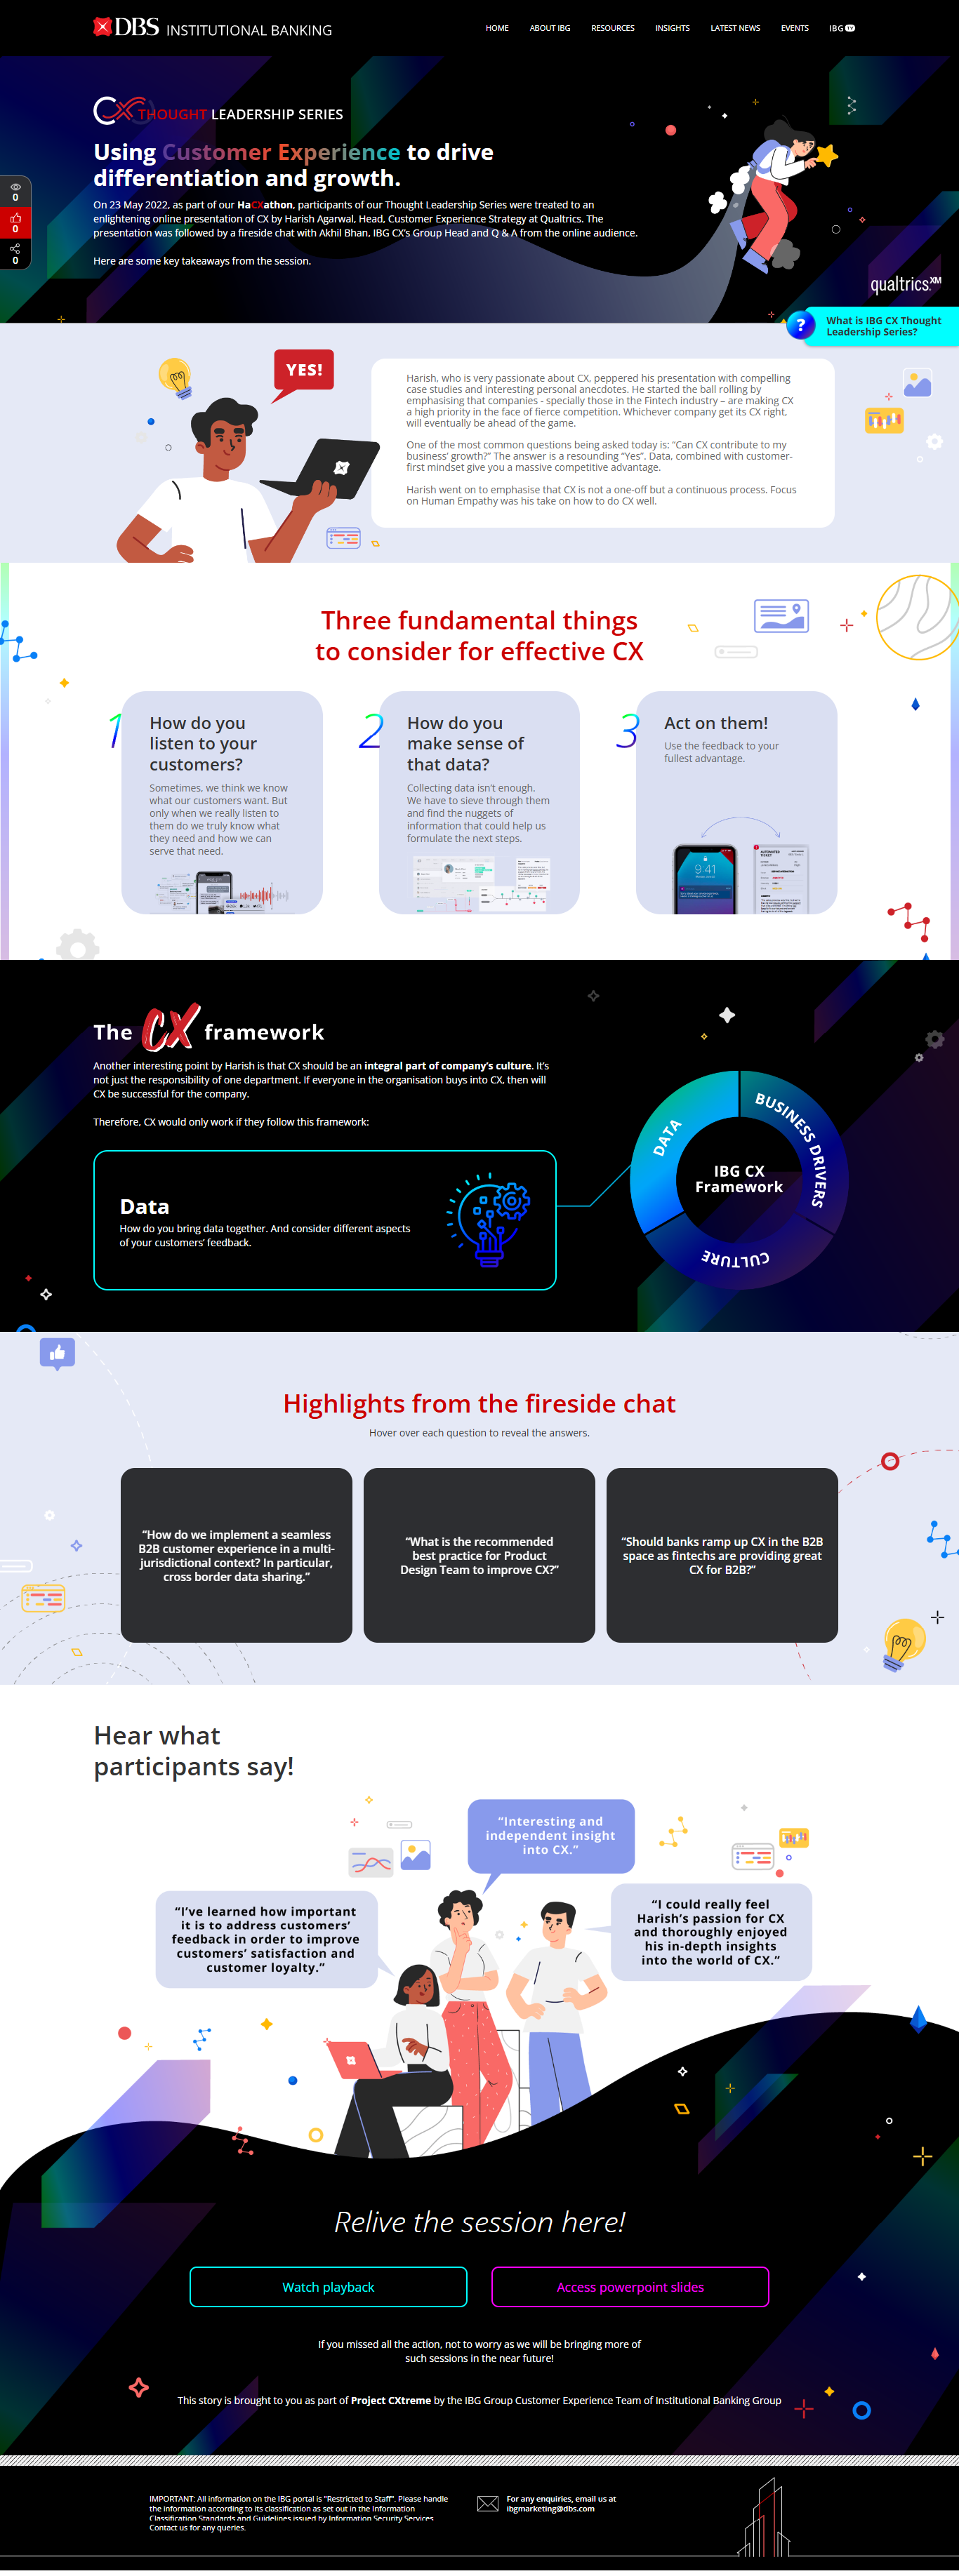 DBS INSTITUTIONAL BANKING
HOME ABOUT IBG RESOURCES INSIGHTS LATEST NEWS EVENTS IBG TV
CX THOUGHT LEADERSHIP SERIES
Using Customer Experience to drive
differentiation and growth.
On 23 May 2022, as part of our HaCXathon, participants of our Thought Leadership Series were treated to an
enlightening online presentation of CX by Harish Agarwal, Head, Customer Experience Strategy at Qualtrics. The
presentation was followed by a fireside chat with Akhil Bhan, IBG CX's Group Head and Q & A from the online audience.
Here are some key takeaways from the session.
0
0
0
qualtrics.XM
?
What is IBG CX Thought
Leadership Series?
YES!
Harish, who is very passionate about CX, peppered his presentation with compelling
case studies and interesting personal anecdotes. He started the ball rolling by
emphasising that companies - specially those in the Fintech industry – are making CX
a high priority in the face of fierce competition. Whichever company get its CX right,
will eventually be ahead of the game.
One of the most common questions being asked today is: “Can CX contribute to my
business’ growth?” The answer is a resounding “Yes”. Data, combined with customer-
first mindset give you a massive competitive advantage.
Harish went on to emphasise that CX is not a one-off but a continuous process. Focus
on Human Empathy was his take on how to do CX well.
Three fundamental things
to consider for effective CX
1
How do you
listen to your
customers?
Sometimes, we think we know
what our customers want. But
only when we really listen to
them do we truly know what
they need and how we can
serve that need.
2
How do you
make sense of
that data?
Collecting data isn’t enough.
We have to sieve through them
and find the nuggets of
information that could help us
formulate the next steps.
3
Act on them!
Use the feedback to your
fullest advantage.
9:41
AUTOMATED
TICKET
The CX framework
Another interesting point by Harish is that CX should be an integral part of company’s culture. It’s
not just the responsibility of one department. If everyone in the organisation buys into CX, then will
CX be successful for the company.
Therefore, CX would only work if they follow this framework:
Data
How do you bring data together. And consider different aspects
of your customers’ feedback.
DATA
BUSINESS DRIVERS
CULTURE
IBG CX
Framework
Highlights from the fireside chat
Hover over each question to reveal the answers.
“How do we implement a seamless
B2B customer experience in a multi-
jurisdictional context? In particular,
cross border data sharing.”
“What is the recommended
best practice for Product
Design Team to improve CX?”
“Should banks ramp up CX in the B2B
space as fintechs are providing great
CX for B2B?”
Hear what
participants say!
“Interesting and
independent insight
into CX.”
“I’ve learned how important
it is to address customers’
feedback in order to improve
customers’ satisfaction and
customer loyalty.”
“I could really feel
Harish’s passion for CX
and thoroughly enjoyed
his in-depth insights
into the world of CX.”
Relive the session here!
Watch playback
Access powerpoint slides
If you missed all the action, not to worry as we will be bringing more of
such sessions in the near future!
This story is brought to you as part of Project CXtreme by the IBG Group Customer Experience Team of Institutional Banking Group
IMPORTANT: All information on the IBG portal is “Restricted to Staff”. Please handle
the information according to its classification as set out in the Information
Classification Standards and Guidelines issued by Information Security Services
Contact us for any queries.
For any enquiries, email us at
ibgmarketing@dbs.com